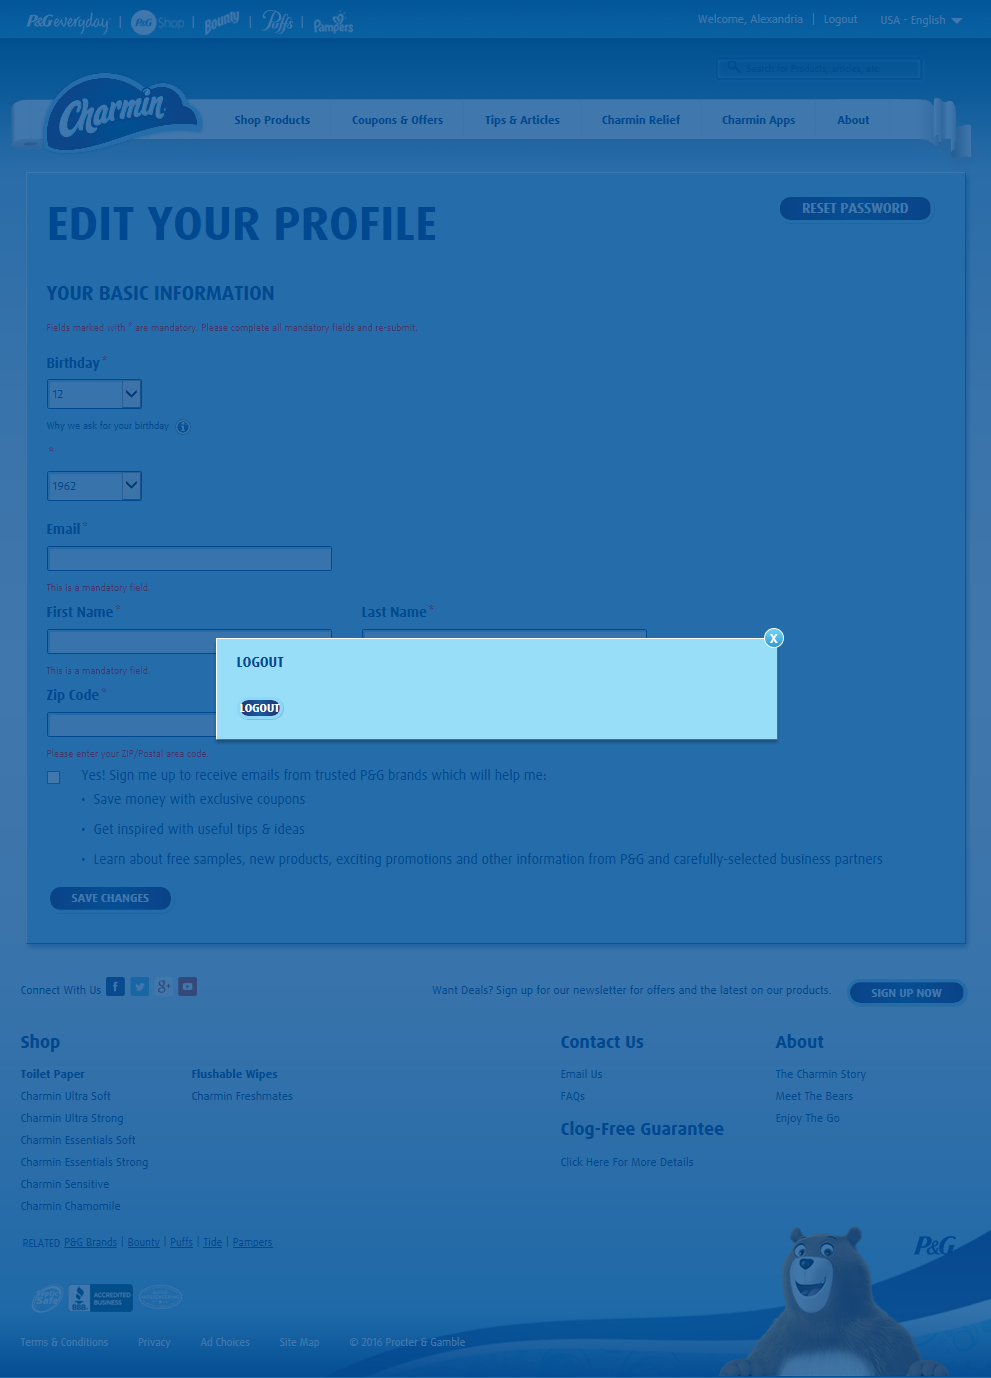 P&G everyday | P&G Shop | Bounty | Puffs | Pampers
Welcome, Alexandria | Logout USA - English
Search for Products, articles, etc.
Charmin
Shop Products Coupons & Offers Tips & Articles Charmin Relief Charmin Apps About
EDIT YOUR PROFILE
RESET PASSWORD
YOUR BASIC INFORMATION
Fields marked with * are mandatory. Please complete all mandatory fields and re-submit.
Birthday*
12
Why we ask for your birthday i
*
1962
Email*
This is a mandatory field.
First Name* Last Name*
This is a mandatory field.
X
LOGOUT
LOGOUT
Zip Code*
Please enter your ZIP/Postal area code.
Yes! Sign me up to receive emails from trusted P&G brands which will help me:
• Save money with exclusive coupons
• Get inspired with useful tips & ideas
• Learn about free samples, new products, exciting promotions and other information from P&G and carefully-selected business partners
SAVE CHANGES
Connect With Us f g+
Want Deals? Sign up for our newsletter for offers and the latest on our products. SIGN UP NOW
Shop
Toilet Paper
Charmin Ultra Soft
Charmin Ultra Strong
Charmin Essentials Soft
Charmin Essentials Strong
Charmin Sensitive
Charmin Chamomile
Flushable Wipes
Charmin Freshmates
Contact Us
Email Us
FAQs
Clog-Free Guarantee
Click Here For More Details
About
The Charmin Story
Meet The Bears
Enjoy The Go
RELATED P&G Brands | Bounty | Puffs | Tide | Pampers
P&G
Safe
BBB.
ACCREDITED
BUSINESS
Terms & Conditions Privacy Ad Choices Site Map © 2016 Procter & Gamble